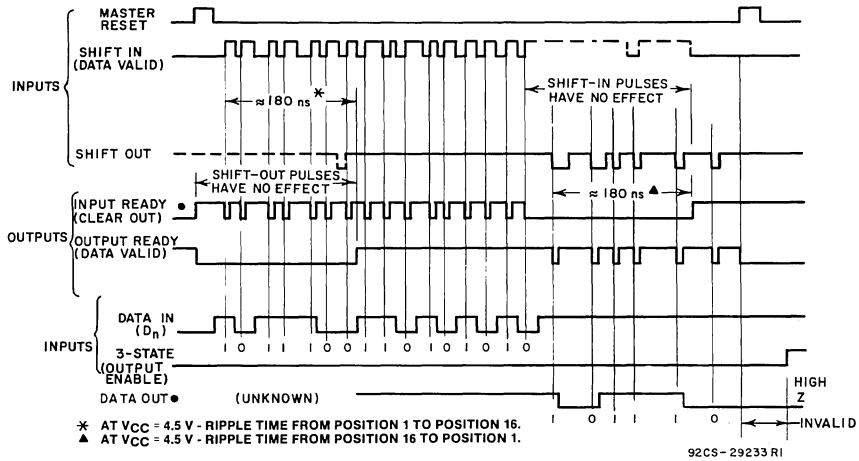 MASTER
RESET
SHIFT IN
(DATA VALID)
INPUTS
SHIFT-IN PULSES
HAVE NO EFFECT
≈180 ns *
SHIFT OUT
SHIFT-OUT PULSES
HAVE NO EFFECT
≈180 ns ▲
INPUT READY ●
(CLEAR OUT)
OUTPUTS
OUTPUT READY
(DATA VALID)
DATA IN
(Dn)
INPUTS
1 0 1 1 1 0 0 1 1 0 1 0 1 0 1 0
3-STATE
(OUTPUT
ENABLE)
HIGH
Z
DATA OUT ●
(UNKNOWN)
1 0 1 1 1 0
INVALID
* AT VCC = 4.5 V - RIPPLE TIME FROM POSITION 1 TO POSITION 16.
▲ AT VCC = 4.5 V - RIPPLE TIME FROM POSITION 16 TO POSITION 1.
92CS-29233RI